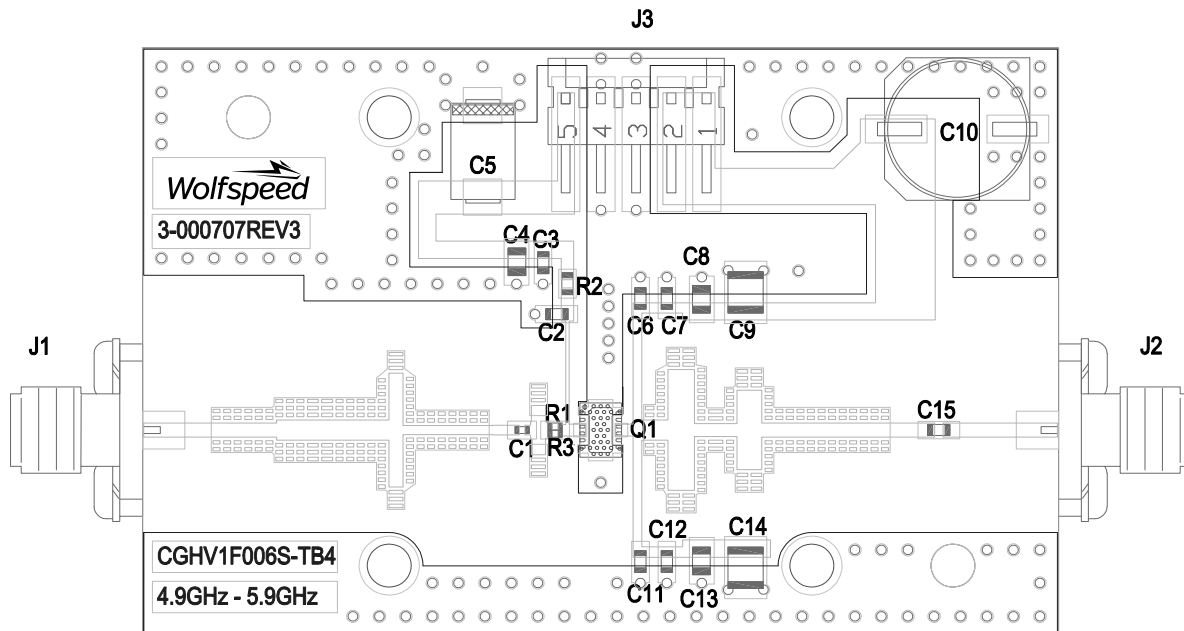 J3
5 4 3 2 1
C10
C5
Wolfspeed
3-000707REV3
C4
C3
C8
R2
C6
C7
C9
C2
J1
J2
R1
C15
C1
R3
Q1
C12
C14
CGHV1F006S-TB4
C11
C13
4.9GHz - 5.9GHz